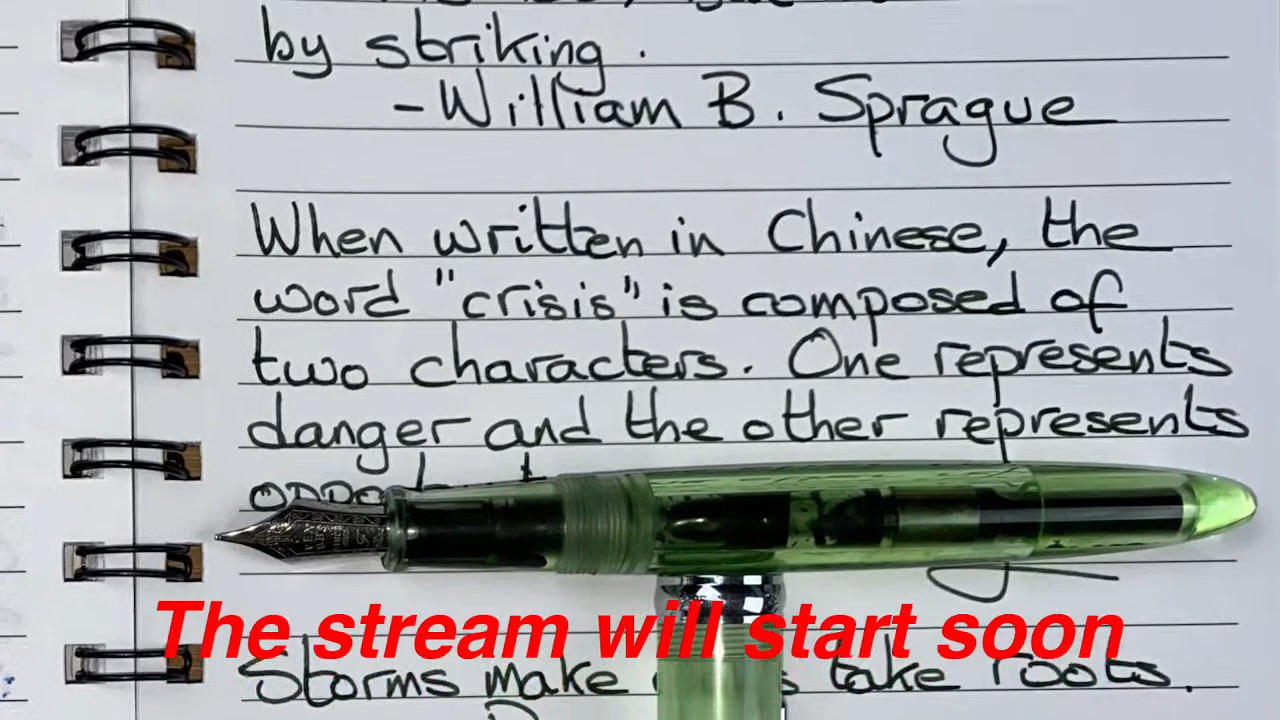 by striking.
-William B. Sprague
When written in Chinese, the
word "crisis" is composed of
two characters. One represents
danger and the other represents
The stream will start soon
Storms make take roots.